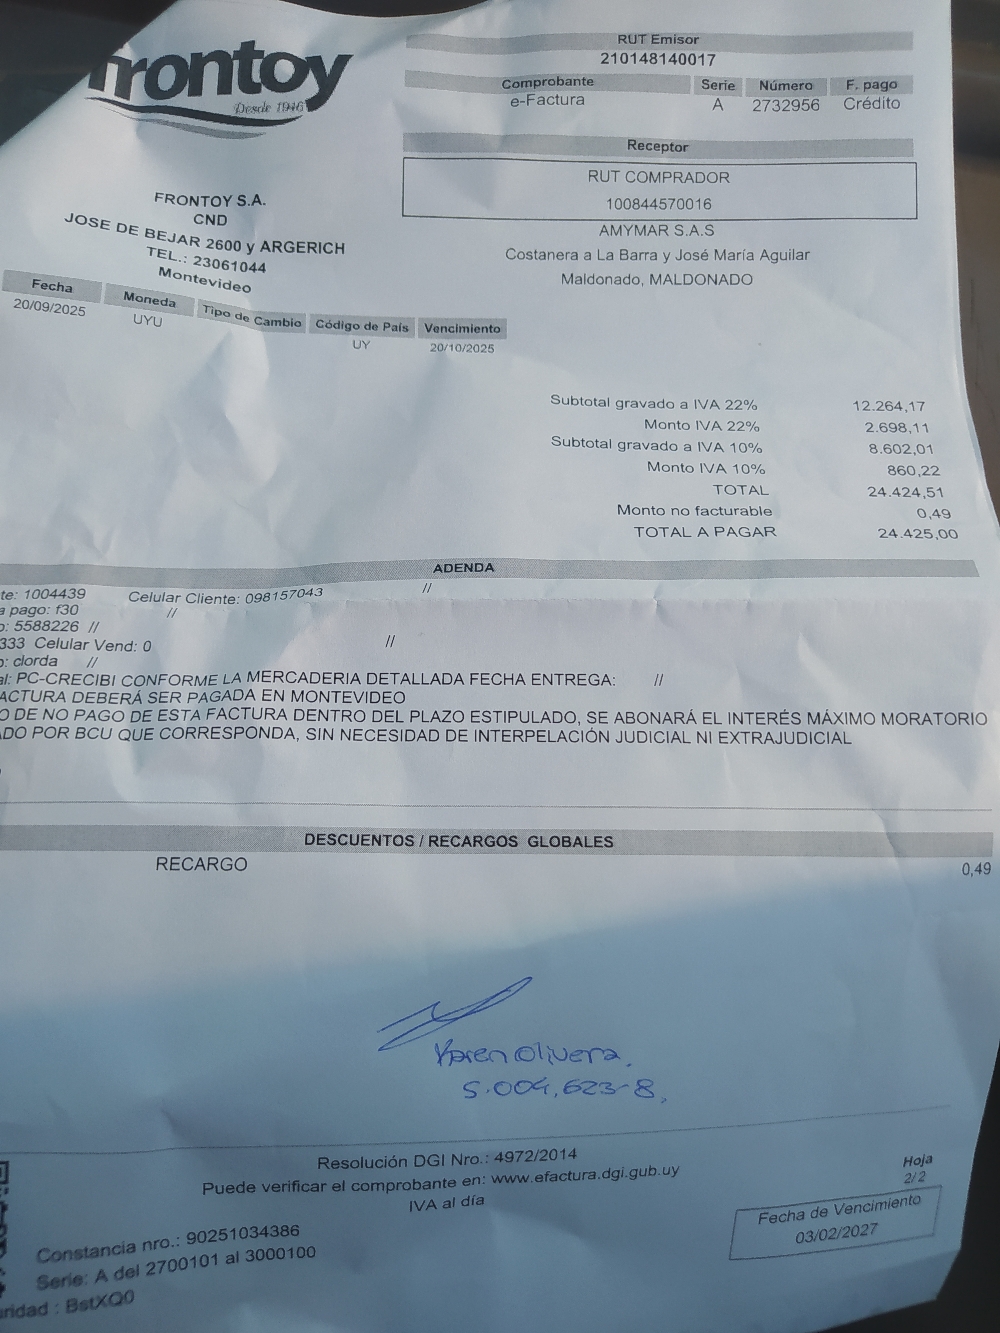 frontoy
Desde 1946
RUT Emisor
210148140017
Comprobante Serie Número F. pago
e-Factura A 2732956 Crédito
Receptor
RUT COMPRADOR
100844570016
AMYMAR S.A.S
Costanera a La Barra y José María Aguilar
Maldonado, MALDONADO
FRONTOY S.A.
CND
JOSE DE BEJAR 2600 y ARGERICH
TEL.: 23061044
Montevideo
Fecha Moneda Tipo de Cambio Código de País Vencimiento
20/09/2025 UYU UY 20/10/2025
Subtotal gravado a IVA 22% 12.264,17
Monto IVA 22% 2.698,11
Subtotal gravado a IVA 10% 8.602,01
Monto IVA 10% 860,22
TOTAL 24.424,51
Monto no facturable 0,49
TOTAL A PAGAR 24.425,00
ADENDA
te: 1004439 Celular Cliente: 098157043 //
a pago: f30 //
o: 5588226 //
333 Celular Vend: 0 //
o: clorda //
al: PC-CRECIBI CONFORME LA MERCADERIA DETALLADA FECHA ENTREGA: //
ACTURA DEBERÁ SER PAGADA EN MONTEVIDEO
O DE NO PAGO DE ESTA FACTURA DENTRO DEL PLAZO ESTIPULADO, SE ABONARÁ EL INTERÉS MÁXIMO MORATORIO
ADO POR BCU QUE CORRESPONDA, SIN NECESIDAD DE INTERPELACIÓN JUDICIAL NI EXTRAJUDICIAL
DESCUENTOS / RECARGOS GLOBALES
RECARGO 0,49
Karen Olivera.
5.004.623-8,
Resolución DGI Nro.: 4972/2014
Puede verificar el comprobante en: www.efactura.dgi.gub.uy
IVA al día
Hoja
2/2
Fecha de Vencimiento
03/02/2027
Constancia nro.: 90251034386
Serie: A del 2700101 al 3000100
uridad : BstXQ0